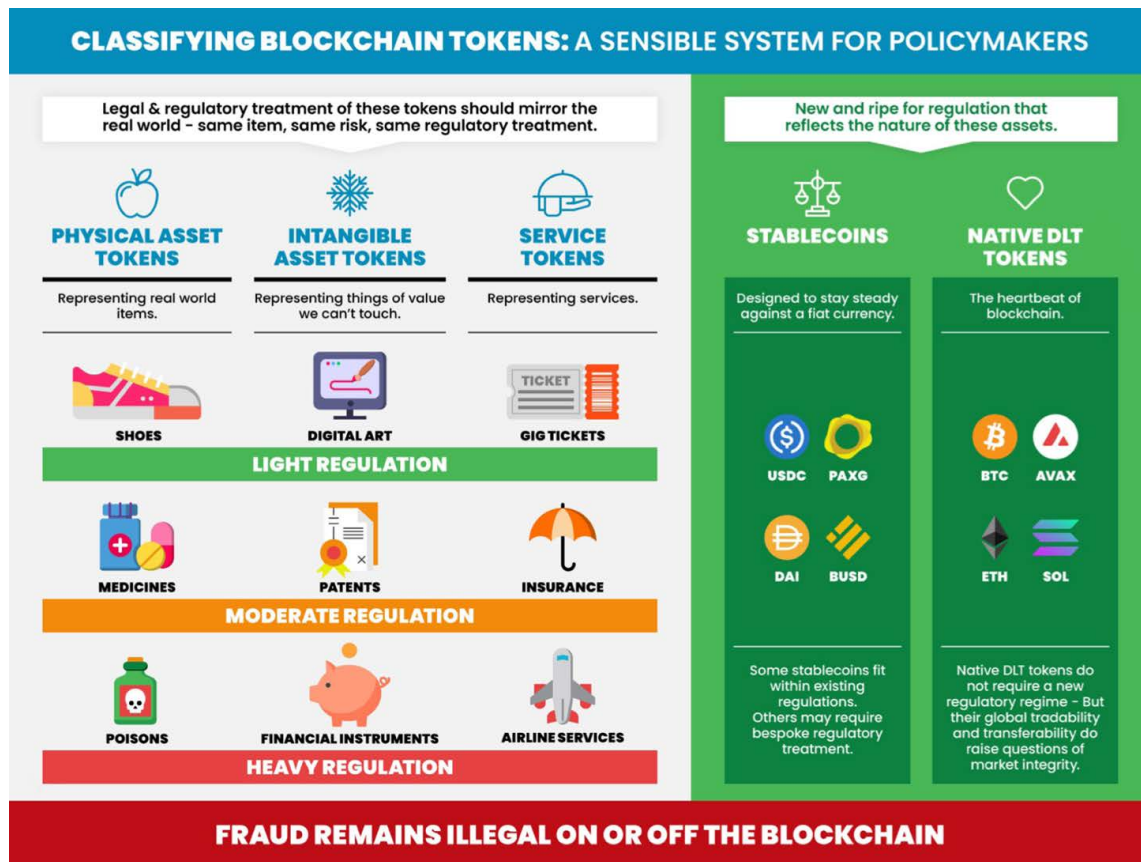 CLASSIFYING BLOCKCHAIN TOKENS: A SENSIBLE SYSTEM FOR POLICYMAKERS
Legal & regulatory treatment of these tokens should mirror the
real world - same item, same risk, same regulatory treatment.
PHYSICAL ASSET
TOKENS
Representing real world
items.
INTANGIBLE
ASSET TOKENS
Representing things of value
we can't touch.
SERVICE
TOKENS
Representing services.
SHOES
DIGITAL ART
TICKET
GIG TICKETS
LIGHT REGULATION
MEDICINES
PATENTS
INSURANCE
MODERATE REGULATION
POISONS
FINANCIAL INSTRUMENTS
AIRLINE SERVICES
HEAVY REGULATION
New and ripe for regulation that
reflects the nature of these assets.
STABLECOINS
Designed to stay steady
against a fiat currency.
USDC
PAXG
DAI
BUSD
Some stablecoins fit
within existing
regulations.
Others may require
bespoke regulatory
treatment.
NATIVE DLT
TOKENS
The heartbeat of
blockchain.
BTC
AVAX
ETH
SOL
Native DLT tokens do
not require a new
regulatory regime - But
their global tradability
and transferability do
raise questions of
market integrity.
FRAUD REMAINS ILLEGAL ON OR OFF THE BLOCKCHAIN